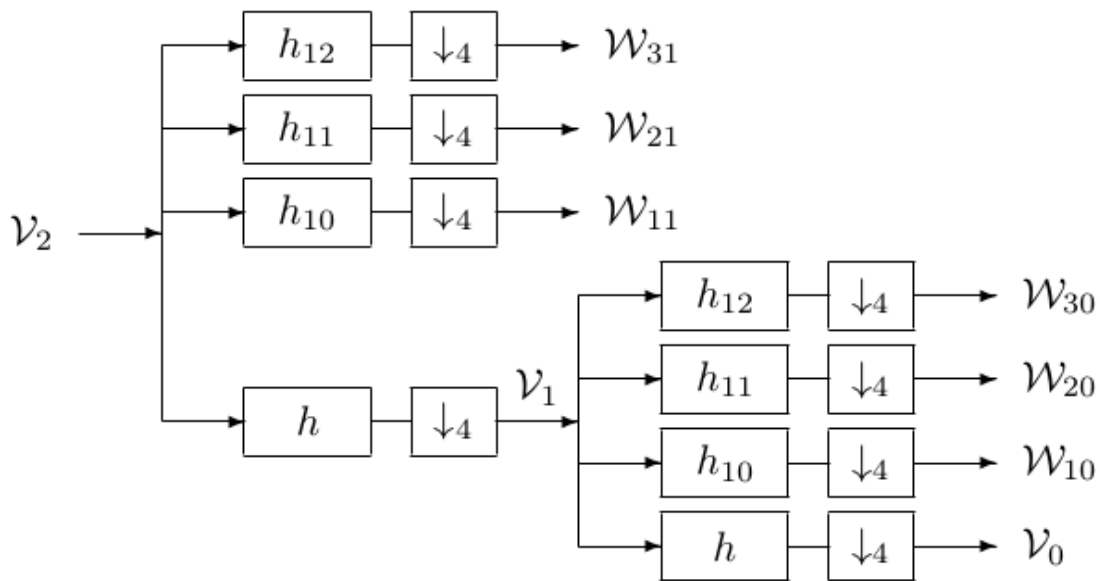 h₁₂ ↓₄ 𝒲₃₁
h₁₁ ↓₄ 𝒲₂₁
h₁₀ ↓₄ 𝒲₁₁
𝒱₂
h₁₂ ↓₄ 𝒲₃₀
h₁₁ ↓₄ 𝒲₂₀
h ↓₄ 𝒱₁
h₁₀ ↓₄ 𝒲₁₀
h ↓₄ 𝒱₀